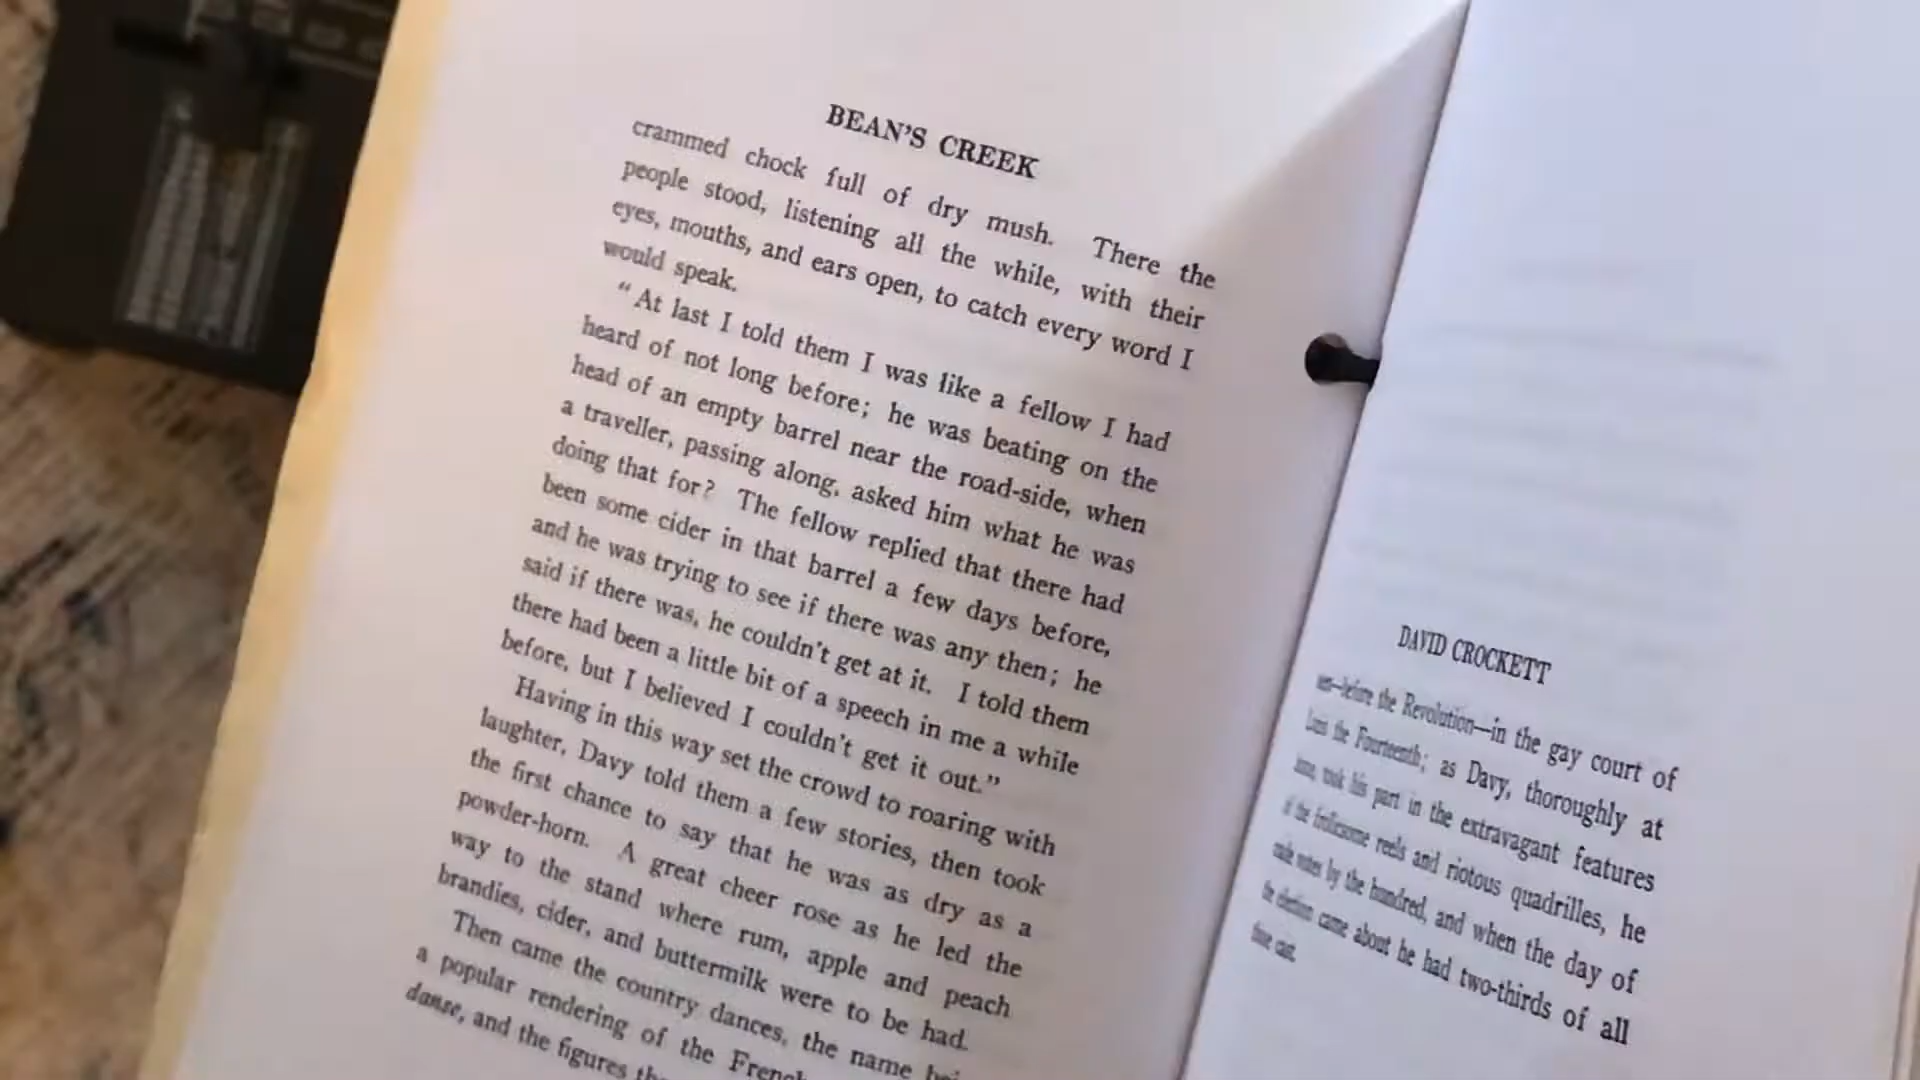 BEAN'S CREEK
crammed chock full of dry mush. There the
people stood, listening all the while, with their
eyes, mouths, and ears open, to catch every word I
would speak.
"At last I told them I was like a fellow I had
heard of not long before; he was beating on the
head of an empty barrel near the road-side, when
a traveller, passing along, asked him what he was
doing that for? The fellow replied that there had
been some cider in that barrel a few days before,
and he was trying to see if there was any then; he
said if there was, he couldn't get at it. I told them
there had been a little bit of a speech in me a while
before, but I believed I couldn't get it out."
Having in this way set the crowd to roaring with
laughter, Davy told them a few stories, then took
the first chance to say that he was as dry as a
powder-horn. A great cheer rose as he led the
way to the stand where rum, apple and peach
brandies, cider, and buttermilk were to be had.
Then came the country dances, the name
a popular rendering of the French
danse, and the figures
DAVID CROCKETT
before the Revolution—in the gay court of
Louis the Fourteenth; as Davy, thoroughly at
home, took his part in the extravagant features
of the frolicsome reels and riotous quadrilles, he
made votes by the hundred, and when the day of
the election came about he had two-thirds of all
those cast.